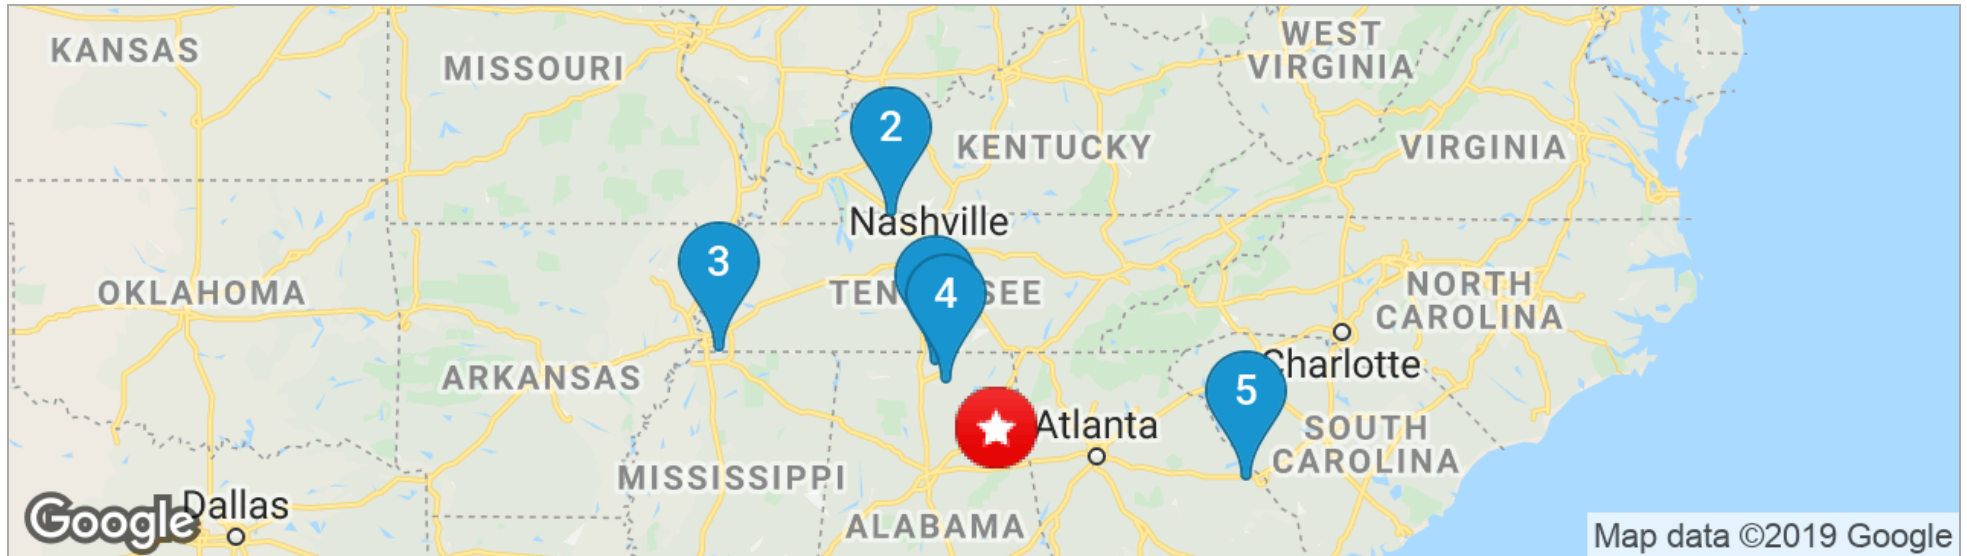 KANSAS
MISSOURI
WEST
VIRGINIA
2
KENTUCKY
VIRGINIA
Nashville
3
OKLAHOMA
4
NORTH
CAROLINA
ARKANSAS
Charlotte
5
Atlanta
SOUTH
CAROLINA
MISSISSIPPI
Google
Dallas
ALABAMA
Map data ©2019 Google